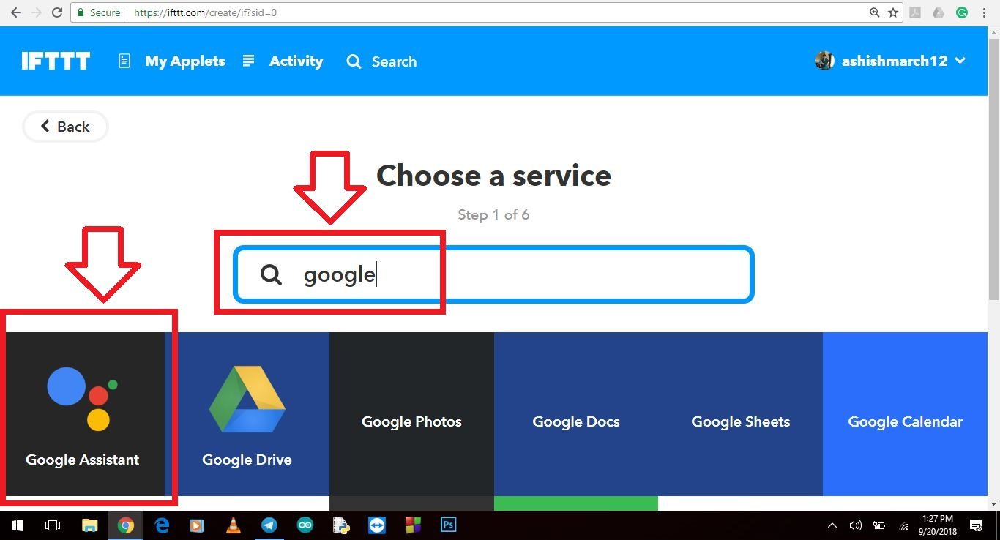 Secure https://ifttt.com/create/if?sid=0
IFTTT My Applets Activity Search ashishmarch12
Back
Choose a service
Step 1 of 6
google
Google Assistant Google Drive Google Photos Google Docs Google Sheets Google Calendar
Ps
1:27 PM
9/20/2018